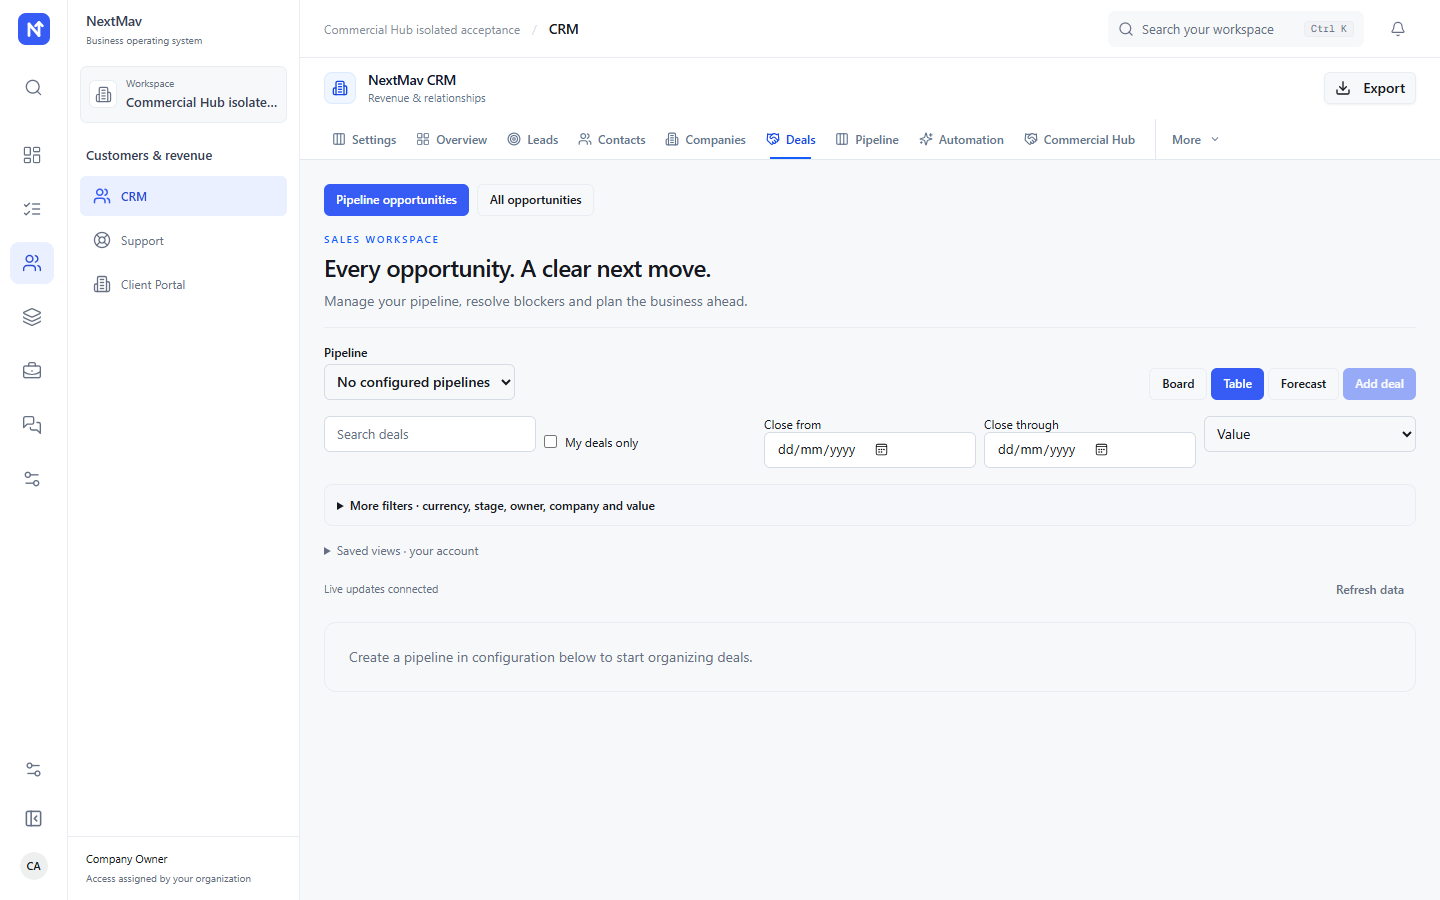 NextMav
Business operating system
Workspace
Commercial Hub isolate...
Customers & revenue
CRM
Support
Client Portal
Company Owner
Access assigned by your organization
CA
Commercial Hub isolated acceptance / CRM
Search your workspace Ctrl K
NextMav CRM
Revenue & relationships
Export
Settings Overview Leads Contacts Companies Deals Pipeline Automation Commercial Hub More
Pipeline opportunities All opportunities
SALES WORKSPACE
Every opportunity. A clear next move.
Manage your pipeline, resolve blockers and plan the business ahead.
Pipeline
No configured pipelines
Board Table Forecast Add deal
Search deals
My deals only
Close from
dd/mm/yyyy
Close through
dd/mm/yyyy
Value
More filters · currency, stage, owner, company and value
Saved views · your account
Live updates connected
Refresh data
Create a pipeline in configuration below to start organizing deals.